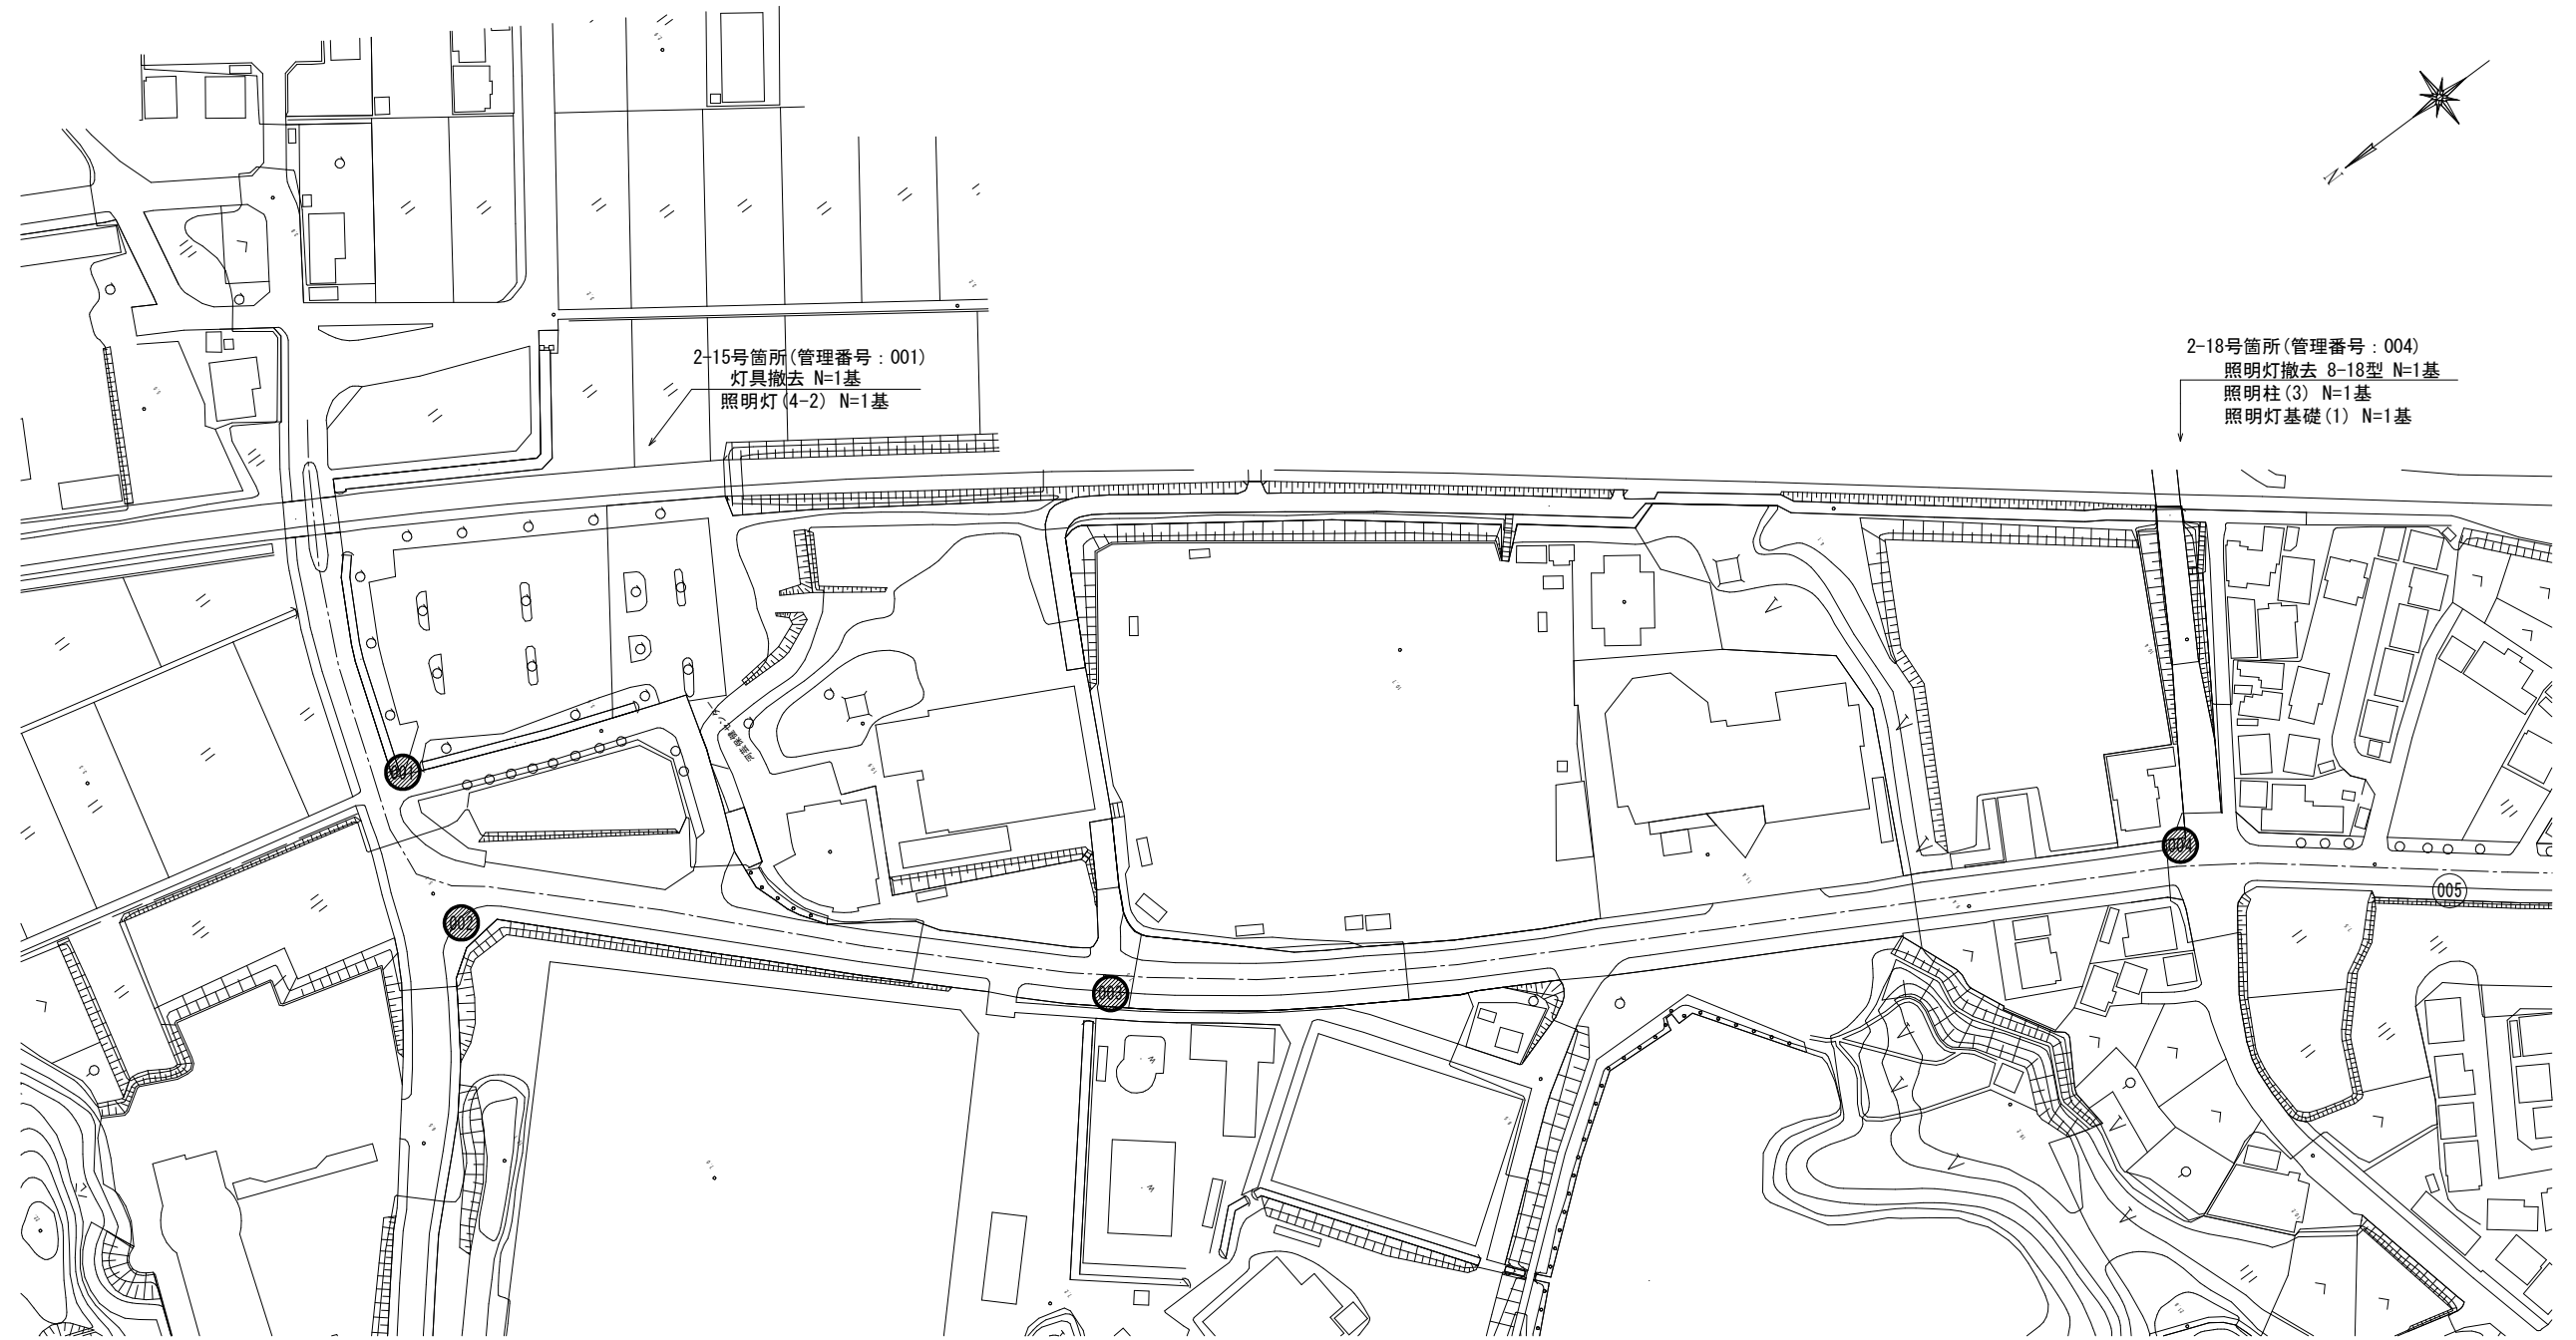 N
2-15号箇所(管理番号：001)
灯具撤去 N=1基
照明灯(4-2) N=1基
2-18号箇所(管理番号：004)
照明灯撤去 8-18型 N=1基
照明柱(3) N=1基
照明灯基礎(1) N=1基
001
004
005
002
003